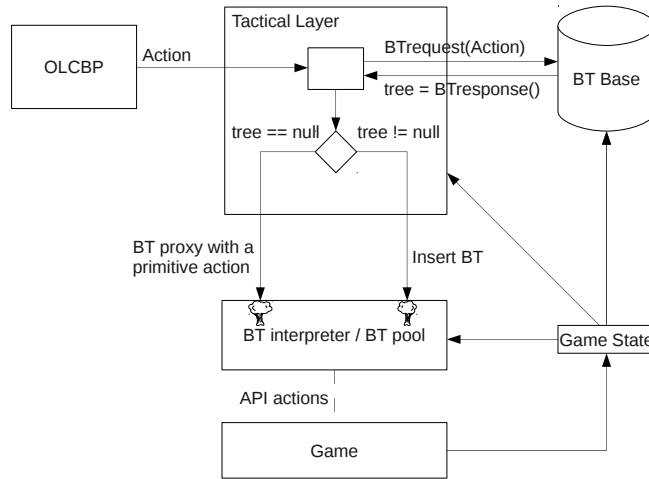 Tactical Layer
OLCBP
Action
BTrequest(Action)
tree = BTresponse()
BT Base
tree == null
tree != null
BT proxy with a
primitive action
Insert BT
BT interpreter / BT pool
Game State
API actions
Game